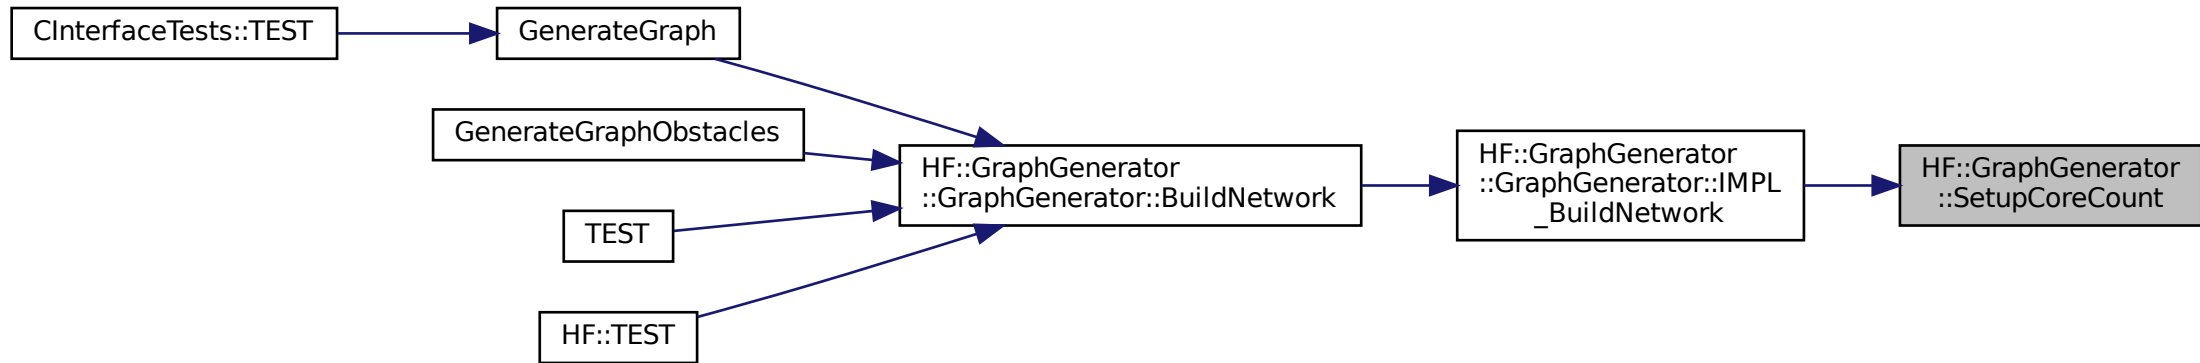 CInterfaceTests::TEST
GenerateGraph
GenerateGraphObstacles
TEST
HF::TEST
HF::GraphGenerator
::GraphGenerator::BuildNetwork
HF::GraphGenerator
::GraphGenerator::IMPL
_BuildNetwork
HF::GraphGenerator
::SetupCoreCount